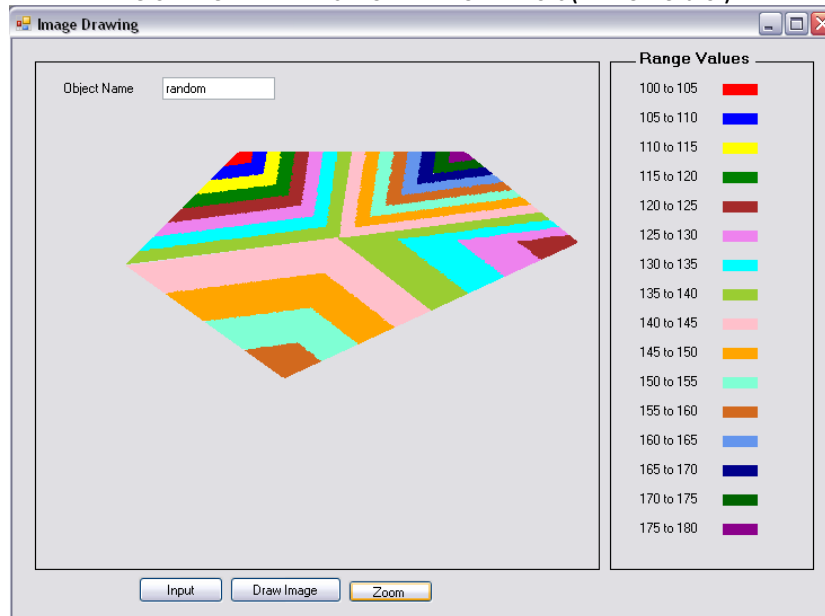 Image Drawing
Object Name random
Range Values
100 to 105
105 to 110
110 to 115
115 to 120
120 to 125
125 to 130
130 to 135
135 to 140
140 to 145
145 to 150
150 to 155
155 to 160
160 to 165
165 to 170
170 to 175
175 to 180
Input Draw Image Zoom